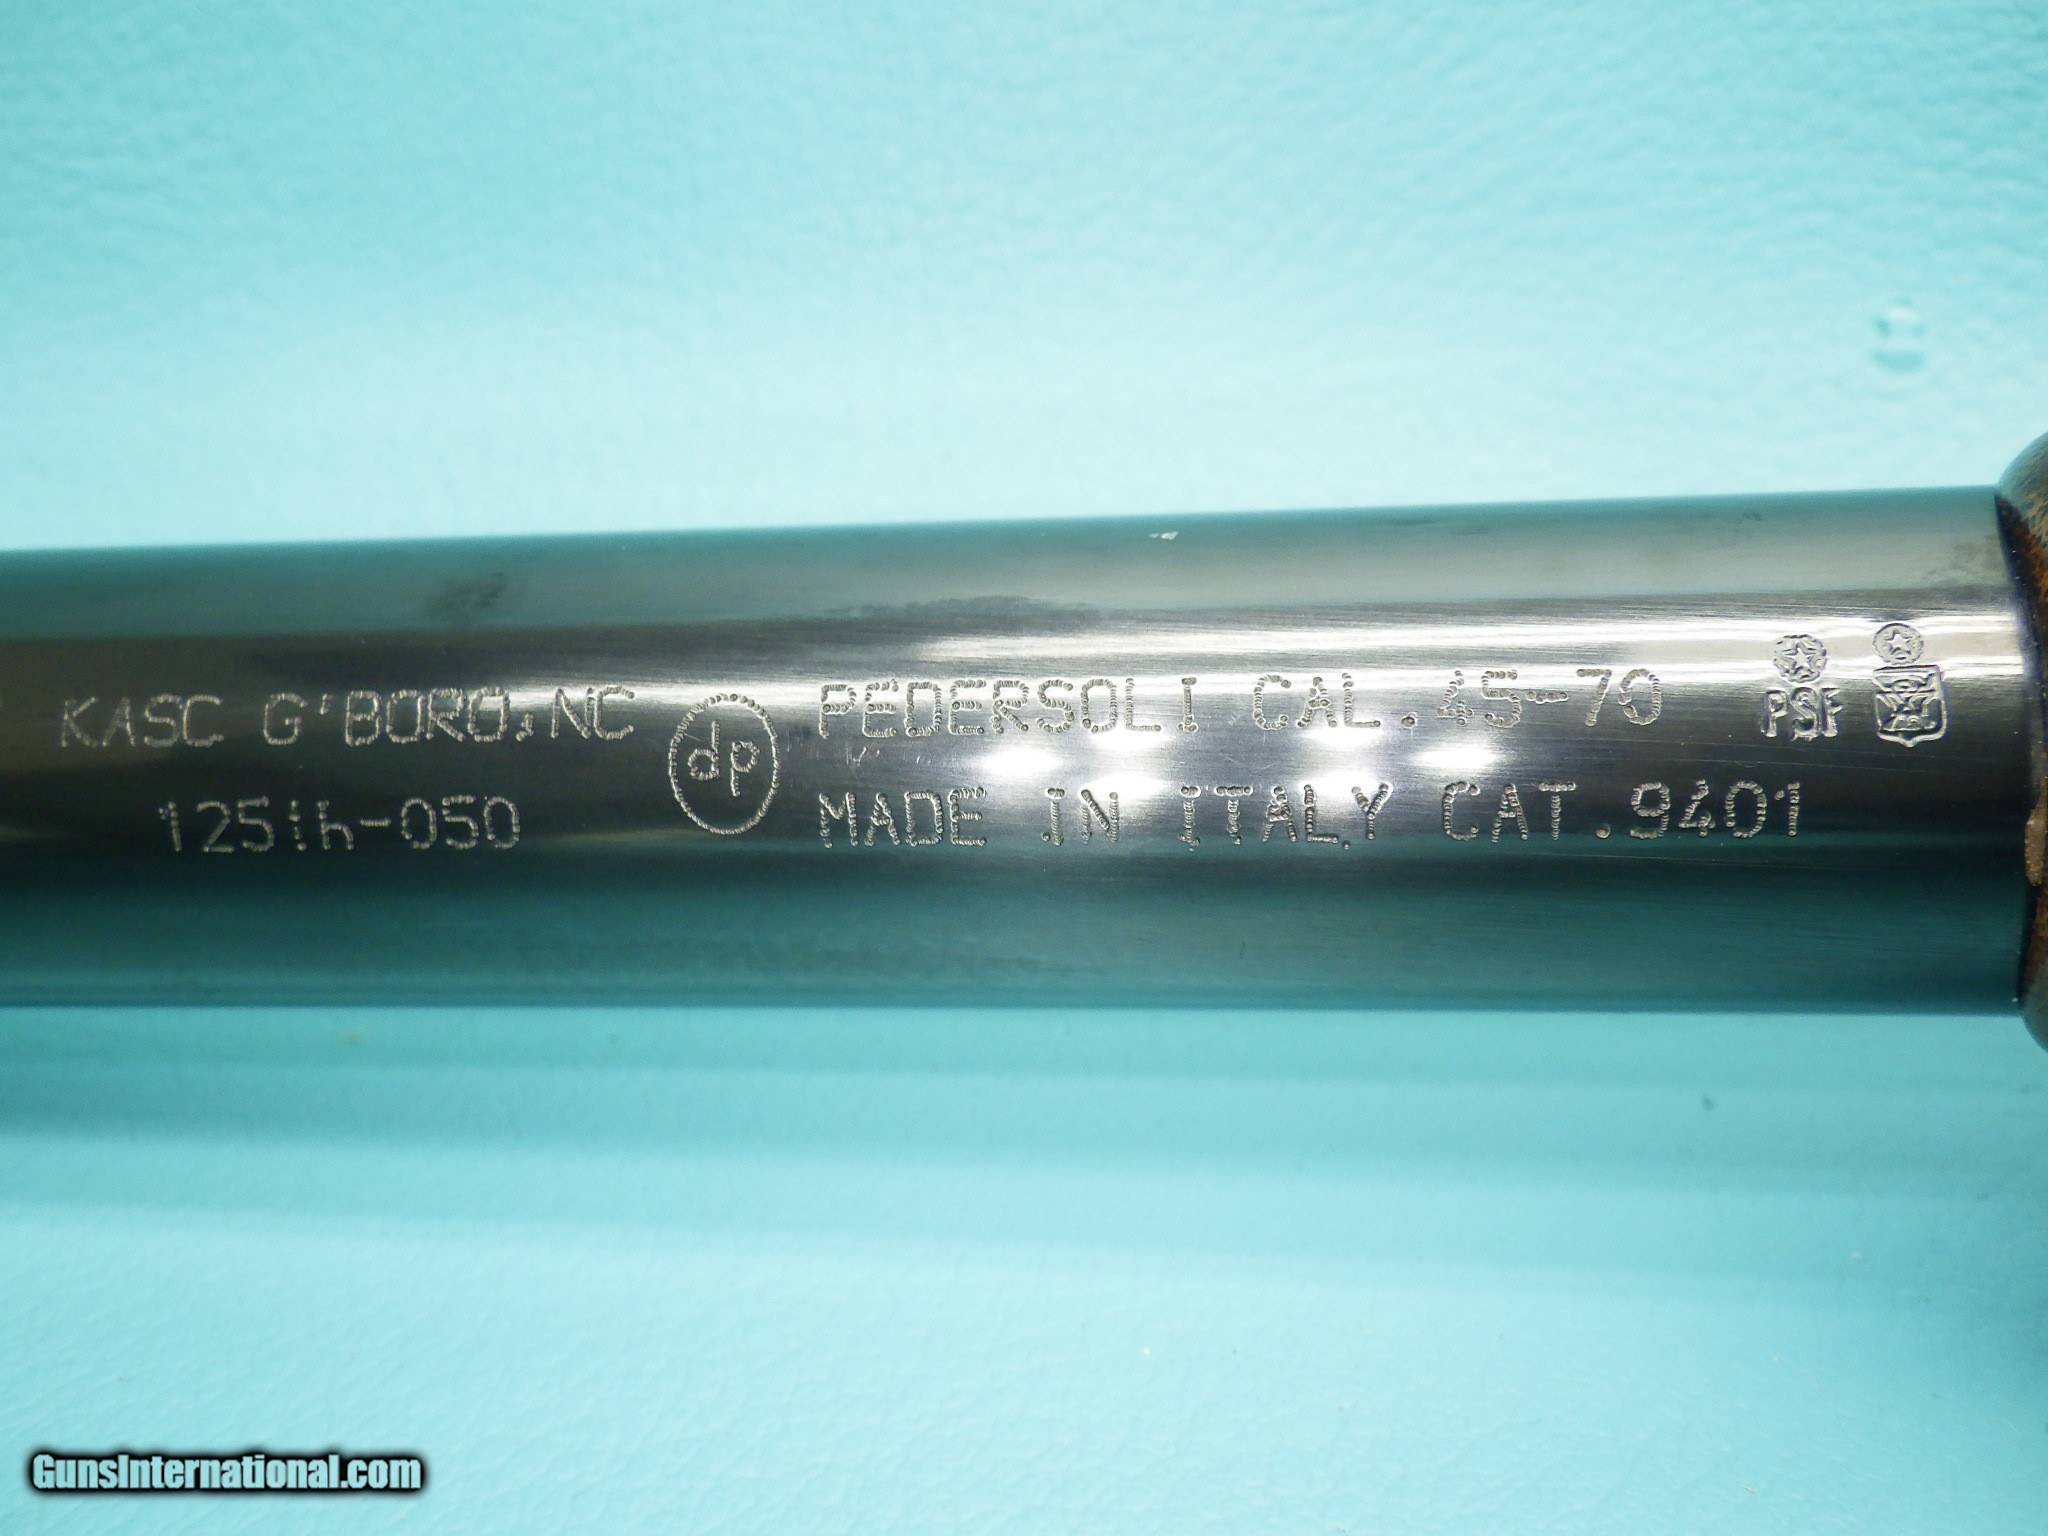 KASC G'BORO,NC
125th-050
dp
PEDERSOLI CAL. 45-70
MADE IN ITALY CAT.9401
PSF
GunsInternational.com